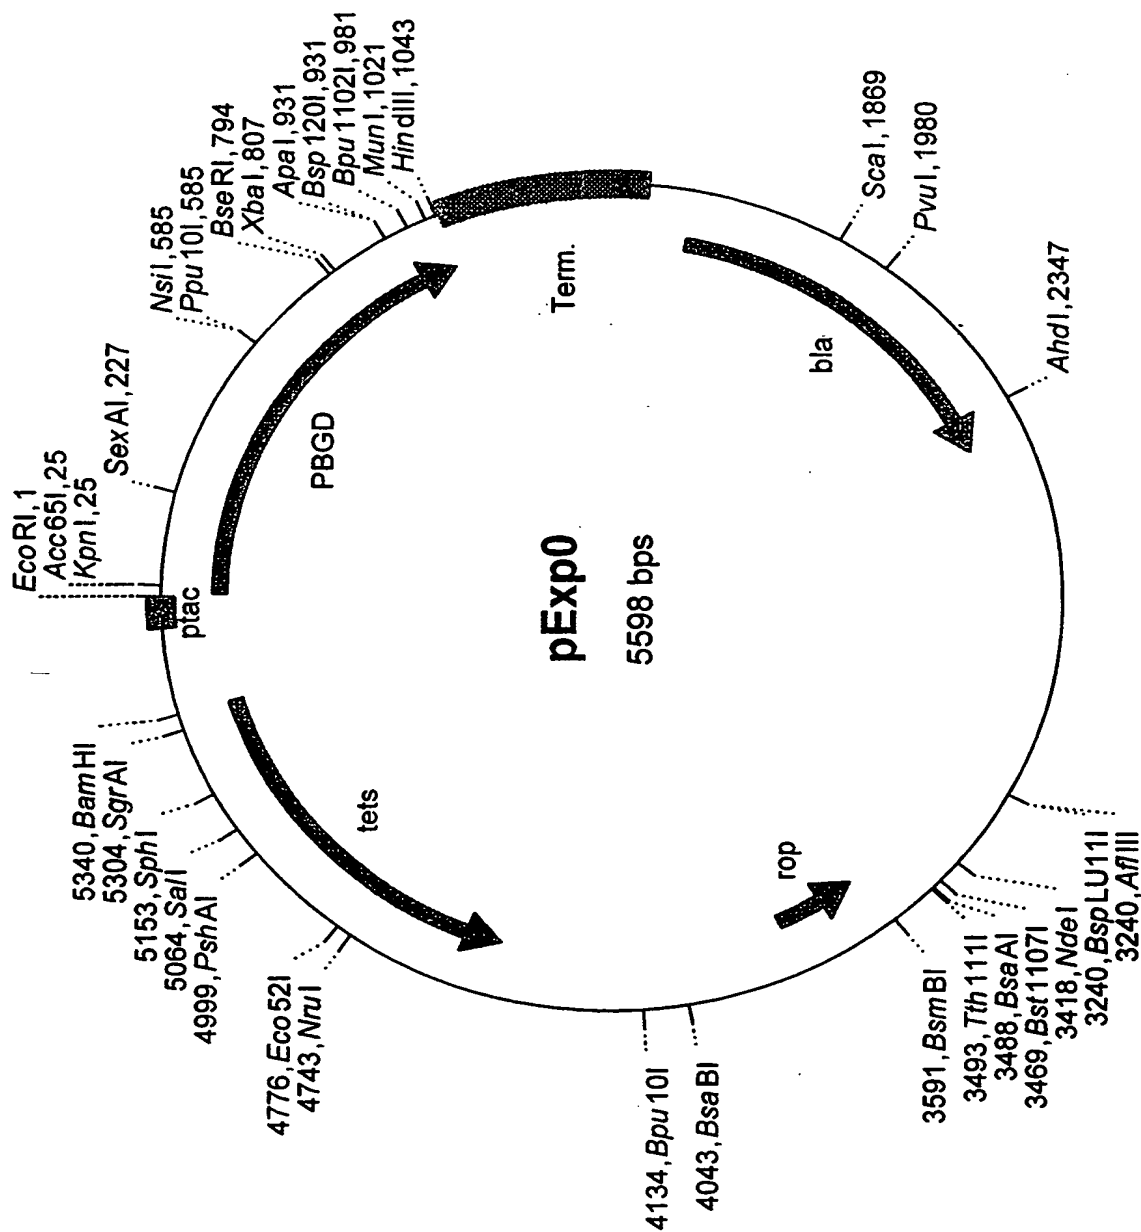 EcoRI,1
Acc65I,25
KpnI,25
SexAI,227
NsiI,585
Ppu10I,585
BseRI,794
XbaI,807
ApaI,931
Bsp120I,931
Bpu1102I,981
MunI,1021
HindIII,1043
ScaI,1869
PvuI,1980
AhdI,2347
ptac
PBGD
Term.
bla
pExp0
5598 bps
tets
rop
5340,BamHI
5304,SgrAI
5153,SphI
5064,SalI
4999,PshAI
4776,Eco52I
4743,NruI
4134,Bpu10I
4043,BsaBI
3591,BsmBI
3493,Tth111I
3488,BsaAI
3469,Bst1107I
3418,NdeI
3240,BspLU11I
3240,AflIII